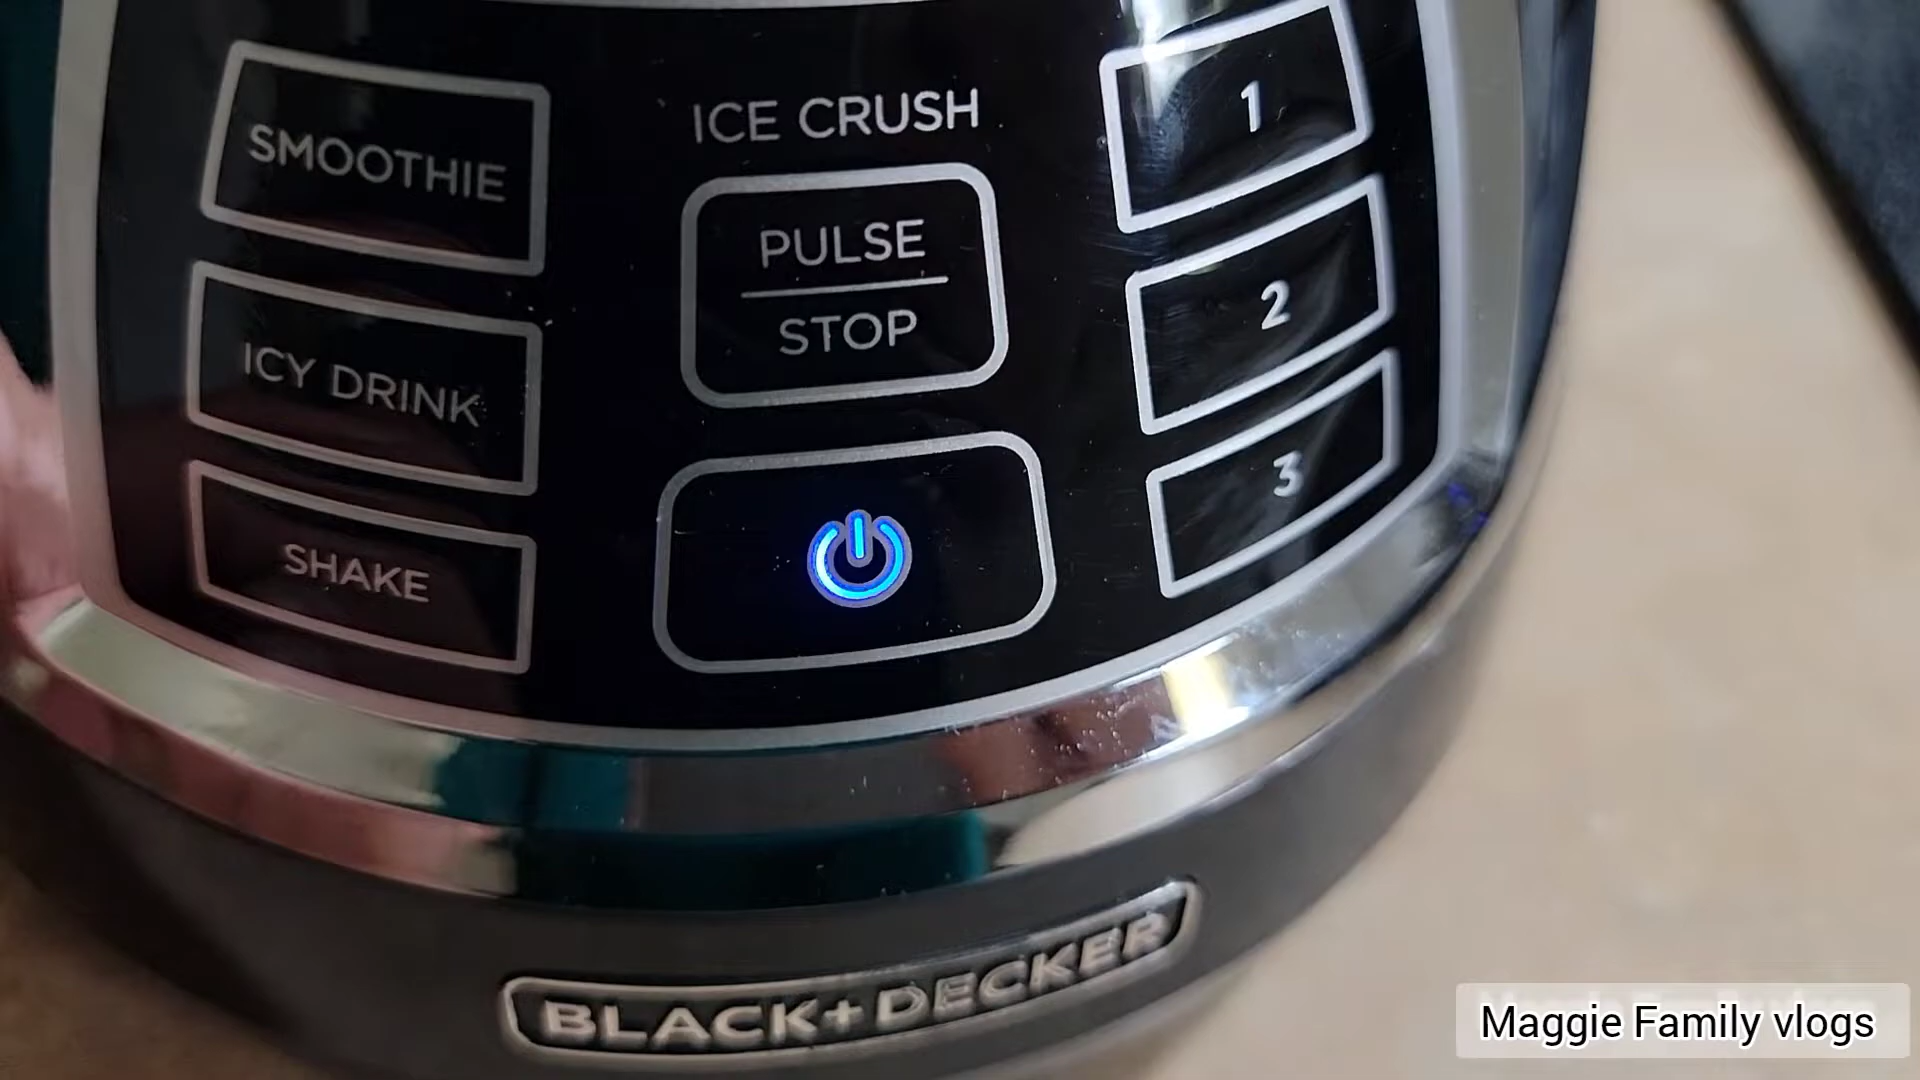 SMOOTHIE
ICY DRINK
SHAKE
ICE CRUSH
PULSE
STOP
1
2
3
BLACK+DECKER
Maggie Family vlogs